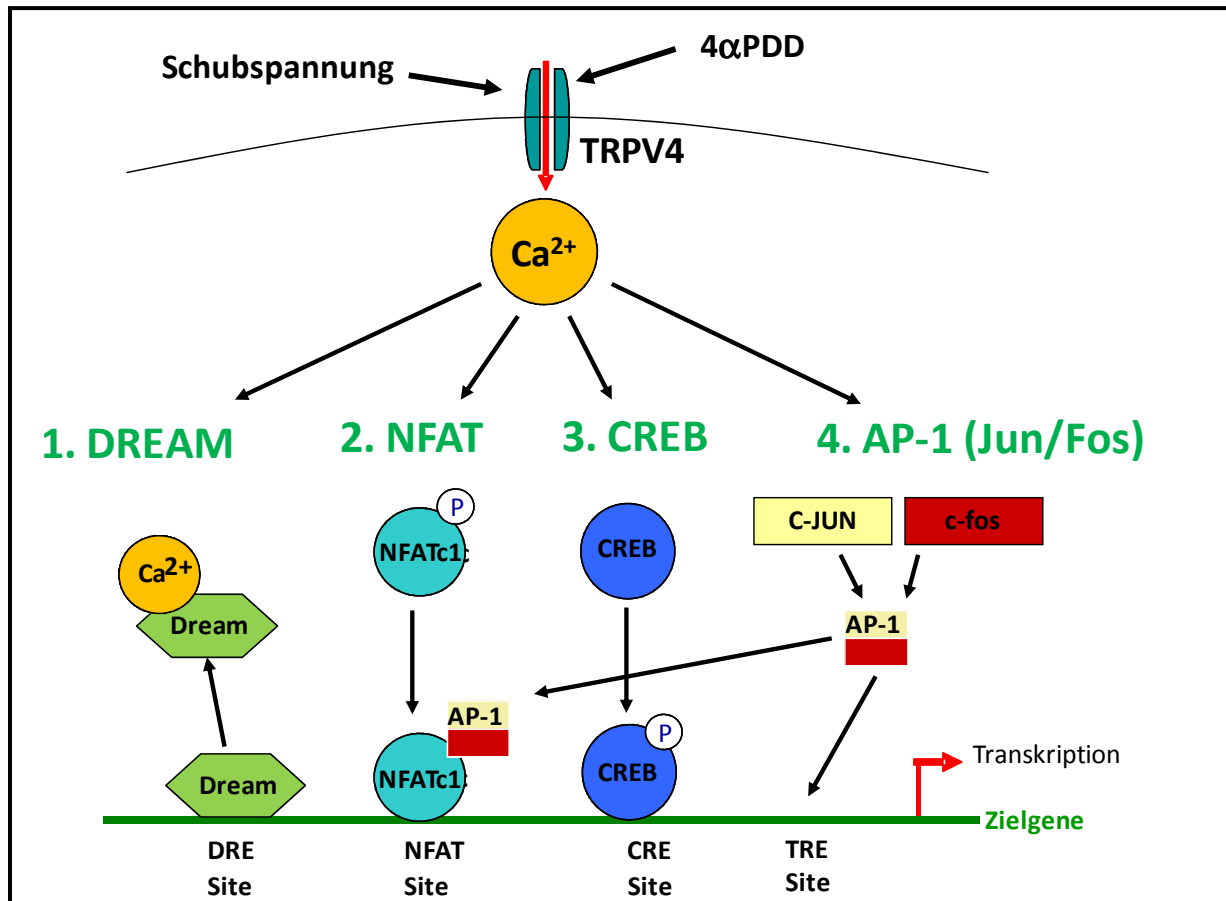 4αPDD
Schubspannung
TRPV4
Ca2+
1. DREAM
2. NFAT
3. CREB
4. AP-1 (Jun/Fos)
P
NFATc1
CREB
C-JUN
c-fos
Ca2+
Dream
AP-1
AP-1
P
Dream
NFATc1
CREB
Transkription
Zielgene
DRE
Site
NFAT
Site
CRE
Site
TRE
Site